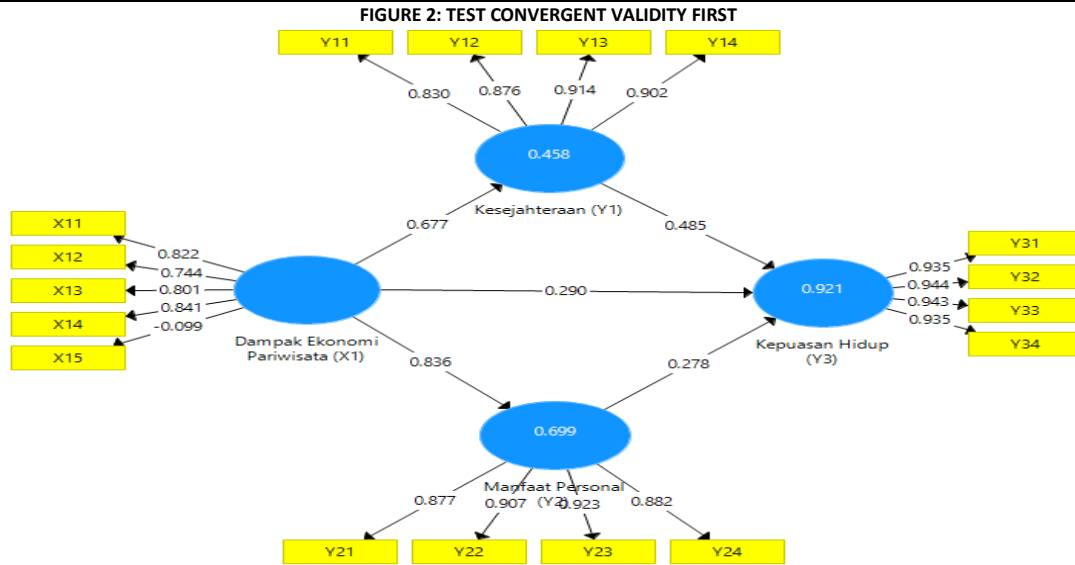 FIGURE 2: TEST CONVERGENT VALIDITY FIRST
Y11
Y12
Y13
Y14
0.830
0.876
0.914
0.902
0.458
Kesejahteraan (Y1)
0.677
0.485
X11
X12
X13
X14
X15
0.822
0.744
0.801
0.841
-0.099
Dampak Ekonomi
Pariwisata (X1)
0.290
0.921
Kepuasan Hidup
(Y3)
0.935
0.944
0.943
0.935
Y31
Y32
Y33
Y34
0.836
0.278
0.699
Manfaat Personal
(Y2)
0.877
0.907
0.923
0.882
Y21
Y22
Y23
Y24